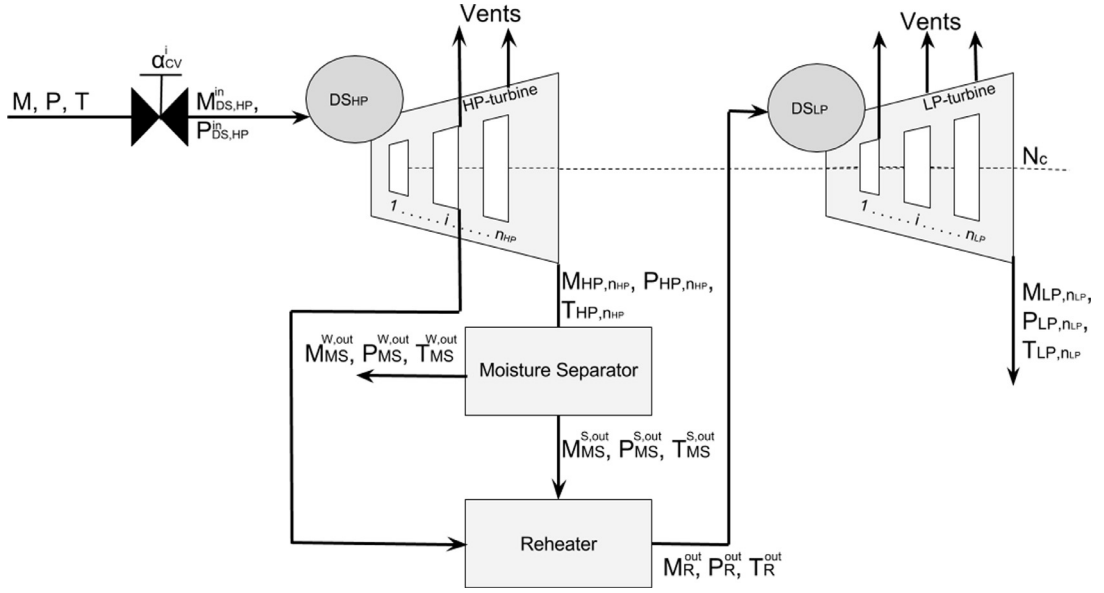 Vents
Vents
α_CV^i
M, P, T
M_DS,HP^in,
P_DS,HP^in
DS_HP
HP-turbine
DS_LP
LP-turbine
N_c
1 . . . . . . i . . . . . . n_HP
1 . . . . . . i . . . . . . n_LP
M_HP,n_HP, P_HP,n_HP,
T_HP,n_HP
M_LP,n_LP,
P_LP,n_LP,
T_LP,n_LP
M_MS^W,out, P_MS^W,out, T_MS^W,out
Moisture Separator
M_MS^S,out, P_MS^S,out, T_MS^S,out
Reheater
M_R^out, P_R^out, T_R^out